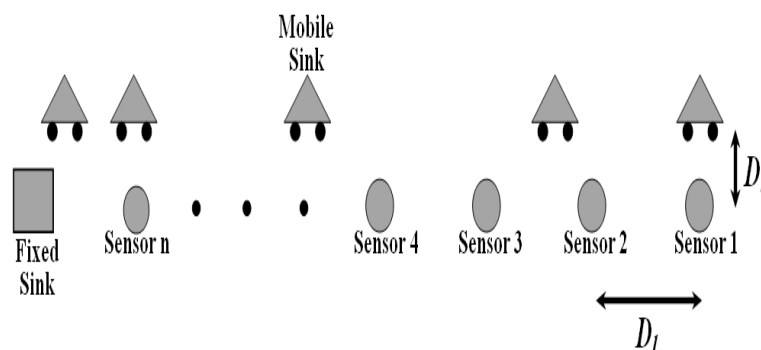 Mobile
Sink
D
Fixed
Sink
Sensor n
Sensor 4
Sensor 3
Sensor 2
Sensor 1
D1